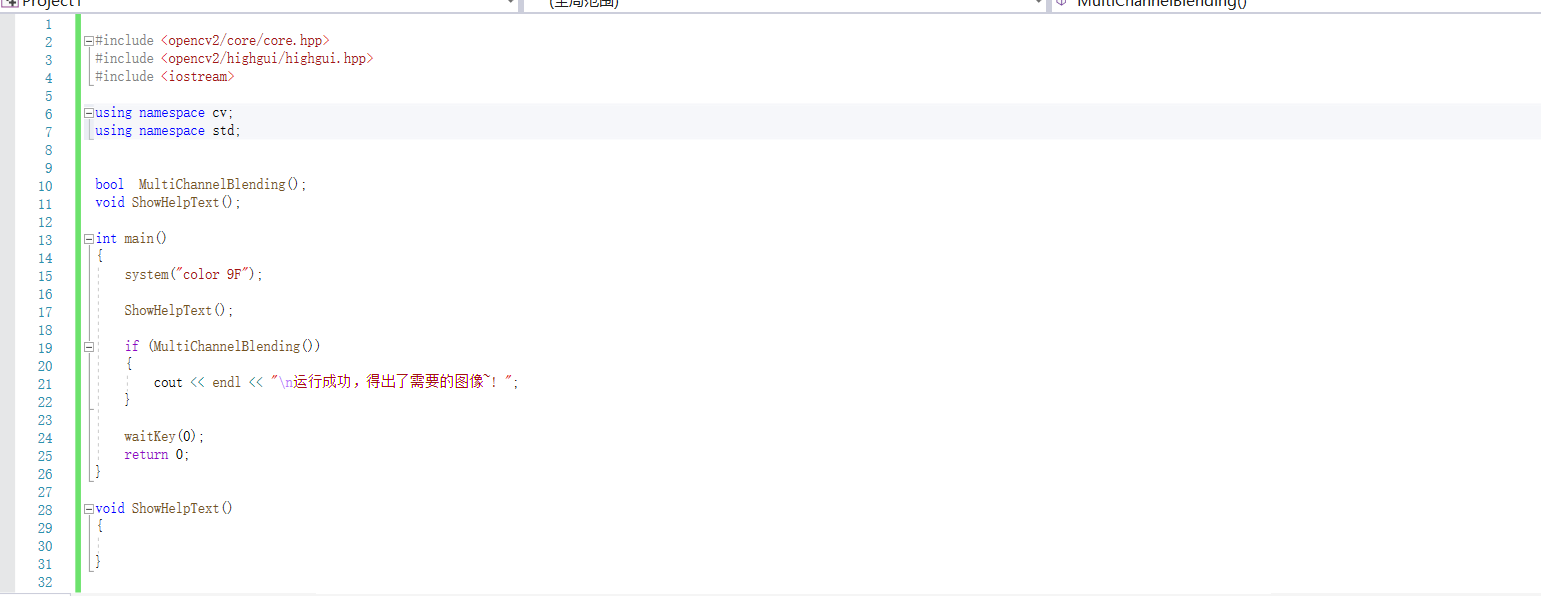 Project1 (全局范围) MultiChannelBlending()
1
2 #include <opencv2/core/core.hpp>
3 #include <opencv2/highgui/highgui.hpp>
4 #include <iostream>
5
6 using namespace cv;
7 using namespace std;
8
9
10 bool  MultiChannelBlending();
11 void ShowHelpText();
12
13 int main()
14 {
15 system("color 9F");
16
17 ShowHelpText();
18
19 if (MultiChannelBlending())
20 {
21 cout << endl << "\n运行成功，得出了需要的图像~! ";
22 }
23
24 waitKey(0);
25 return 0;
26 }
27
28 void ShowHelpText()
29 {
30
31 }
32